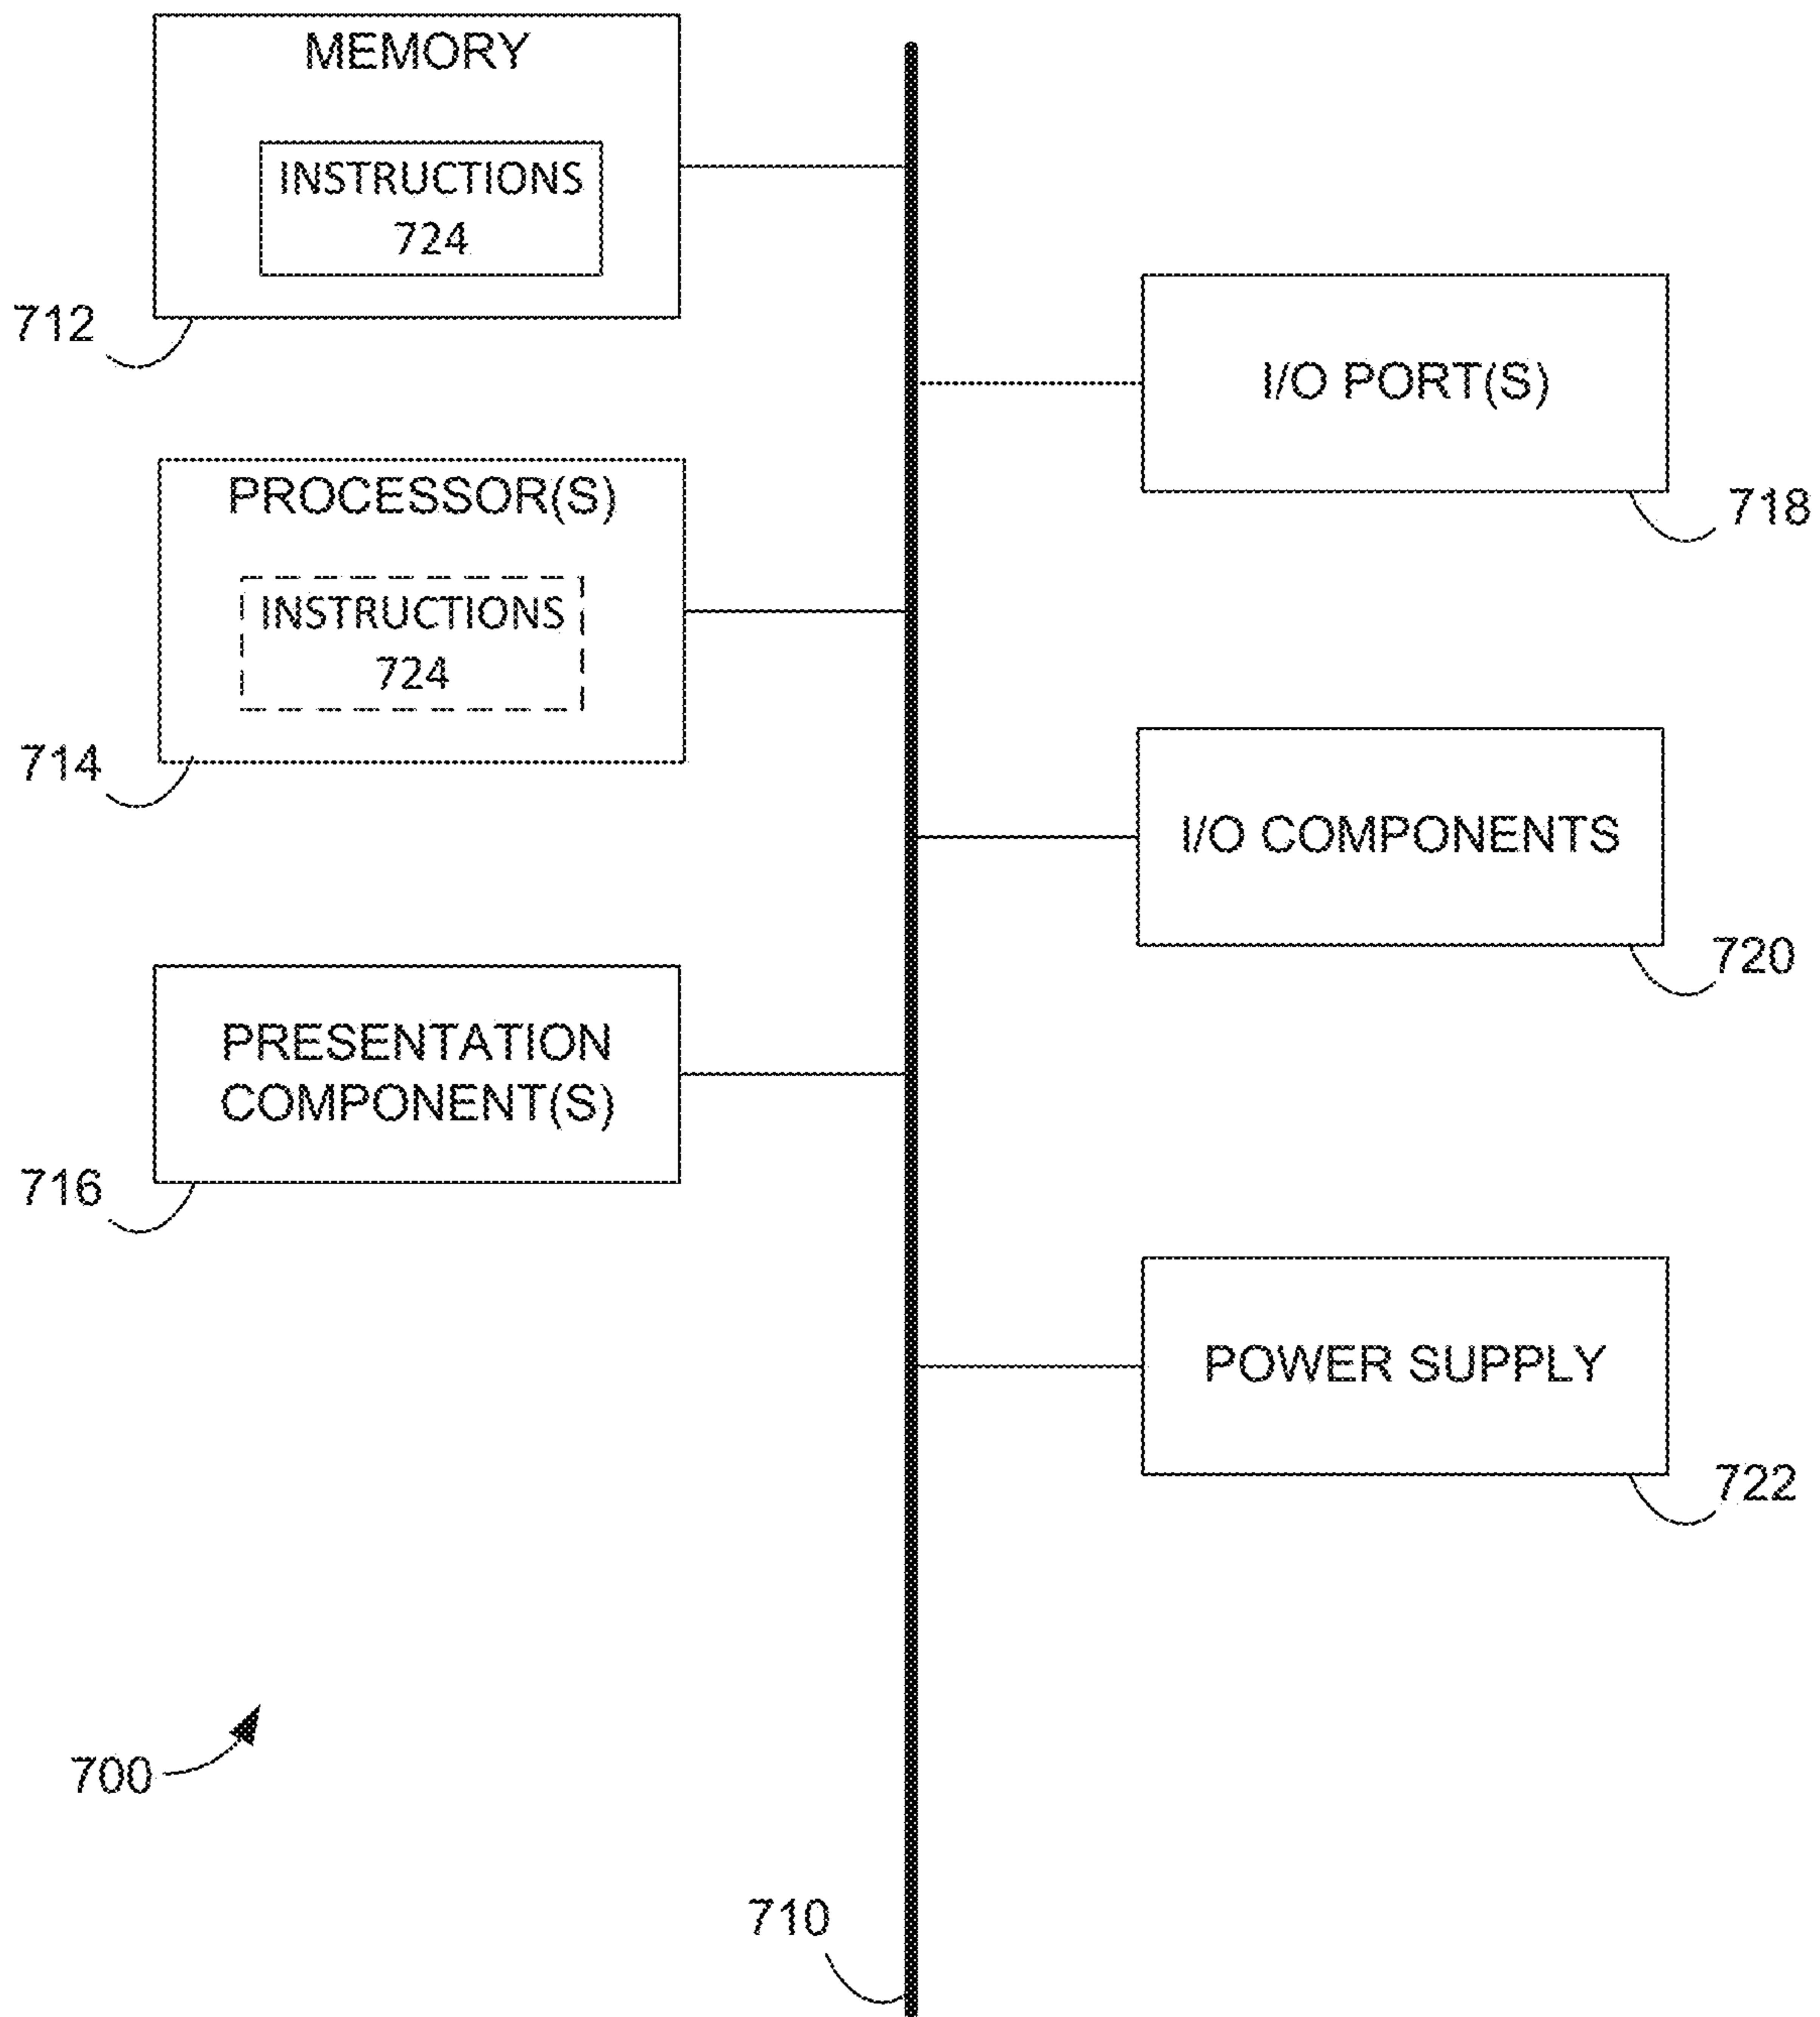 MEMORY
INSTRUCTIONS
724
712
I/O PORT(S)
718
PROCESSOR(S)
INSTRUCTIONS
724
714
I/O COMPONENTS
720
PRESENTATION
COMPONENT(S)
716
POWER SUPPLY
722
700
710